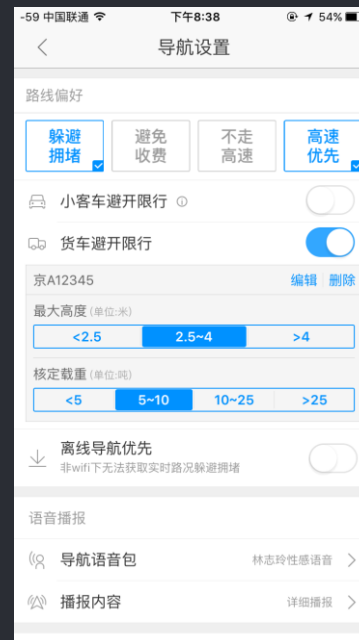 -59 中国联通 下午8:38 54%
导航设置
路线偏好
躲避 避免 不走 高速
拥堵 收费 高速 优先
小客车避开限行
货车避开限行
京A12345 编辑 删除
最大高度(单位:米)
<2.5 2.5~4 >4
核定载重(单位:吨)
<5 5~10 10~25 >25
离线导航优先
非wifi下无法获取实时路况躲避拥堵
语音播报
导航语音包 林志玲性感语音
播报内容 详细播报